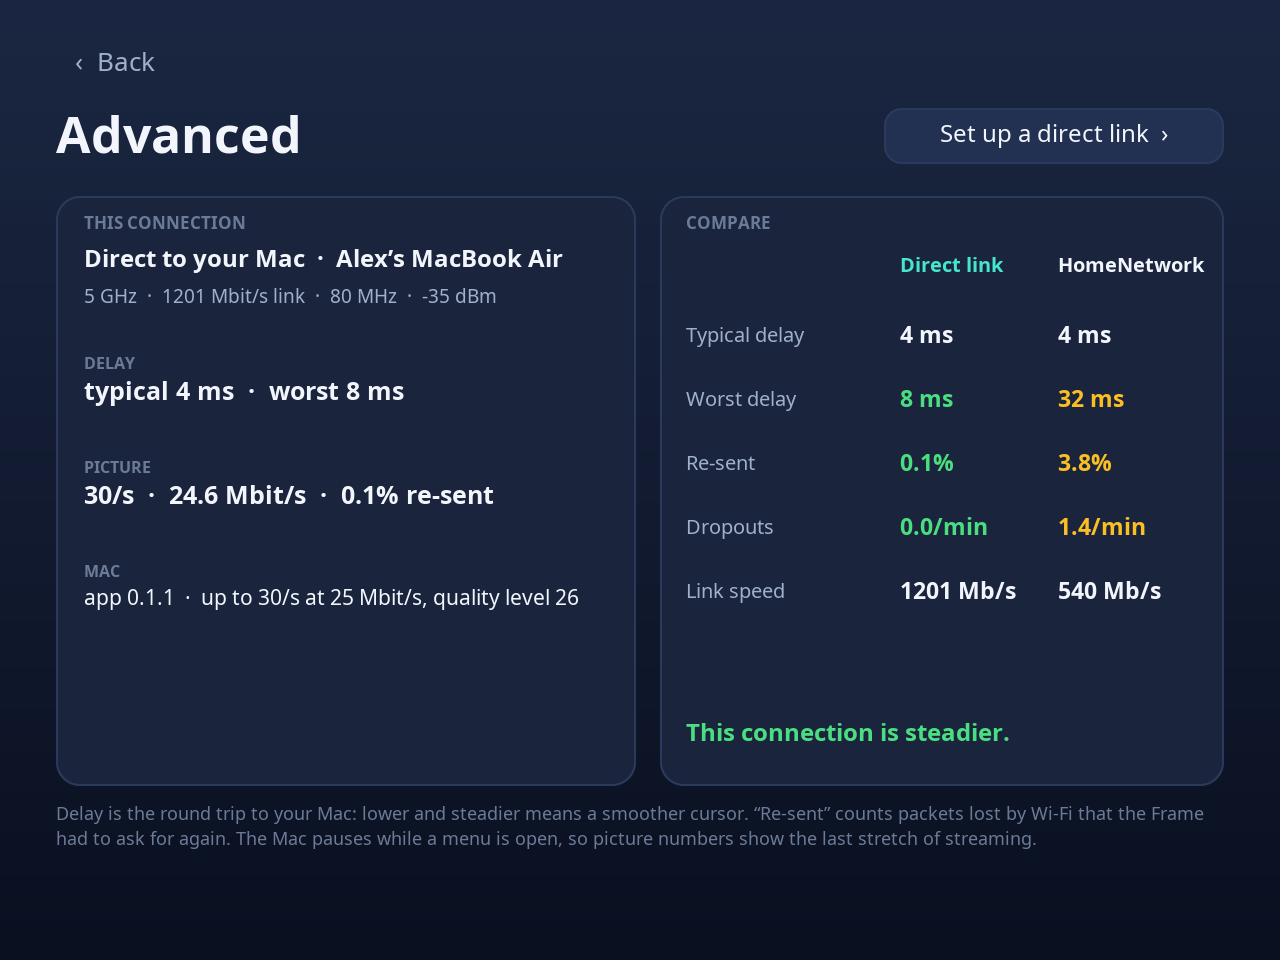 ‹ Back
Advanced
Set up a direct link ›
THIS CONNECTION
Direct to your Mac · Alex’s MacBook Air
5 GHz · 1201 Mbit/s link · 80 MHz · -35 dBm
DELAY
typical 4 ms · worst 8 ms
PICTURE
30/s · 24.6 Mbit/s · 0.1% re-sent
MAC
app 0.1.1 · up to 30/s at 25 Mbit/s, quality level 26
COMPARE
Direct link HomeNetwork
Typical delay 4 ms 4 ms
Worst delay 8 ms 32 ms
Re-sent 0.1% 3.8%
Dropouts 0.0/min 1.4/min
Link speed 1201 Mb/s 540 Mb/s
This connection is steadier.
Delay is the round trip to your Mac: lower and steadier means a smoother cursor. “Re-sent” counts packets lost by Wi-Fi that the Frame
had to ask for again. The Mac pauses while a menu is open, so picture numbers show the last stretch of streaming.